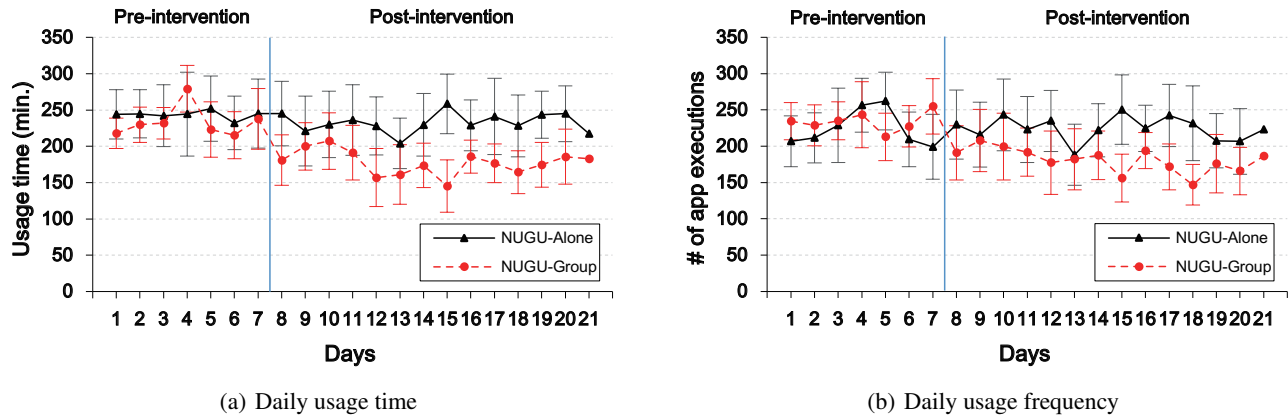 Pre-intervention Post-intervention
350
300
250
200
150
100
50
0
Usage time (min.)
NUGU-Alone
NUGU-Group
1 2 3 4 5 6 7 8 9 10 11 12 13 14 15 16 17 18 19 20 21
Days
(a) Daily usage time
Pre-intervention Post-intervention
350
300
250
200
150
100
50
0
# of app executions
NUGU-Alone
NUGU-Group
1 2 3 4 5 6 7 8 9 10 11 12 13 14 15 16 17 18 19 20 21
Days
(b) Daily usage frequency